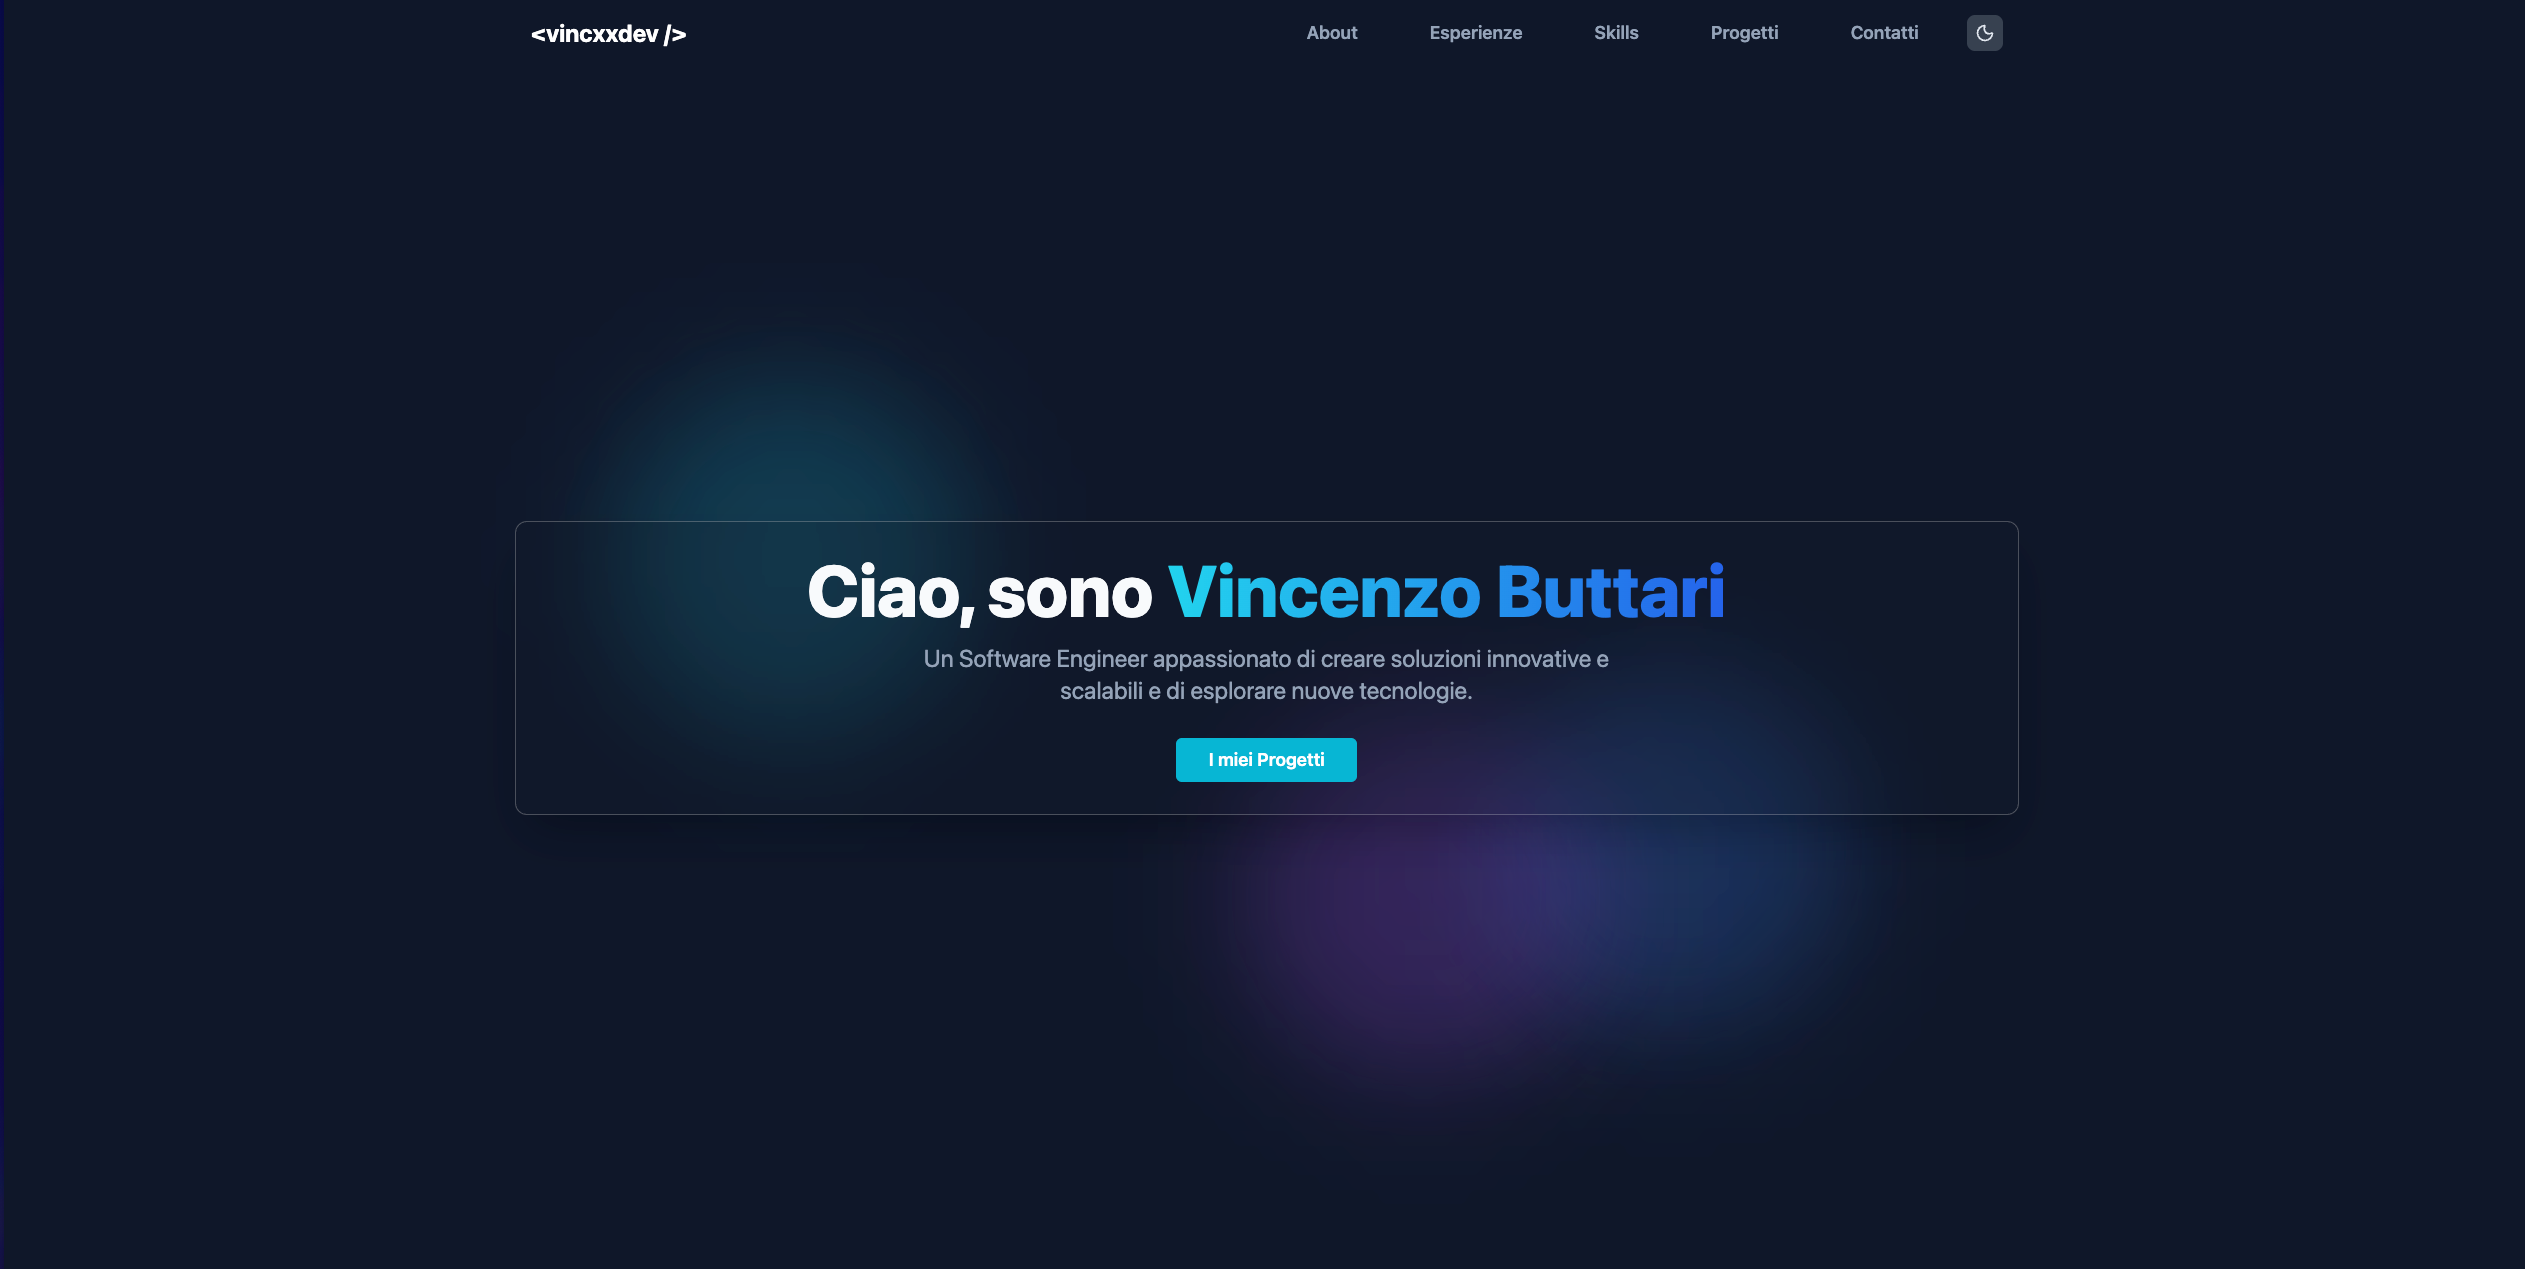 <vincxxdev />
About
Esperienze
Skills
Progetti
Contatti
Ciao, sono Vincenzo Buttari
Un Software Engineer appassionato di creare soluzioni innovative e
scalabili e di esplorare nuove tecnologie.
I miei Progetti